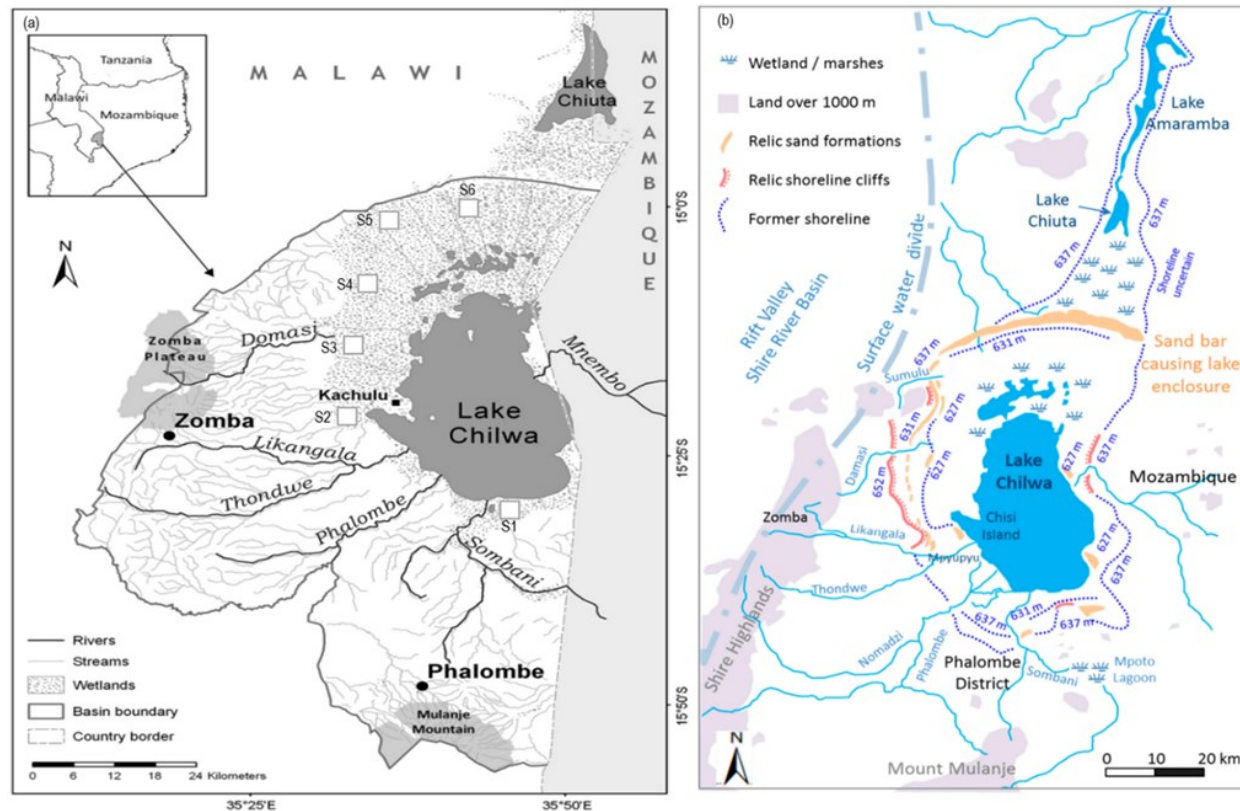 (a)
Tanzania
Malawi
Mozambique
MALAWI
MOZAMBIQUE
Lake
Chiuta
S6
S5
15°0'S
N
S4
Zomba
Plateau
Domasi
S3
Mnembo
Kachulu
S2
Zomba
Lake
Chilwa
Likangala
15°25'S
Thondwe
Phalombe
S1
Sombani
Rivers
Streams
Wetlands
Basin boundary
Country border
Phalombe
Mulanje
Mountain
15°50'S
0 6 12 18 24
Kilometers
35°25'E
35°50'E
(b)
Wetland / marshes
Land over 1000 m
Relic sand formations
Relic shoreline cliffs
Former shoreline
Lake
Amaramba
Lake
Chiuta
637 m
637 m
Shoreline
uncertain
Rift Valley
Shire River Basin
Surface water divide
637 m
631 m
Sand bar
causing lake
enclosure
Sumulu
631 m
627 m
627 m
652 m
Damasi
Lake
Chilwa
627 m
637 m
Mozambique
Zomba
Chisi
Island
Likangala
Mpyupyu
627 m
637 m
Thondwe
Shire Highlands
637 m
631 m
637 m
Nomadzi
Phalombe
Phalombe
District
Sombani
Mpoto
Lagoon
N
Mount Mulanje
0 10 20 km